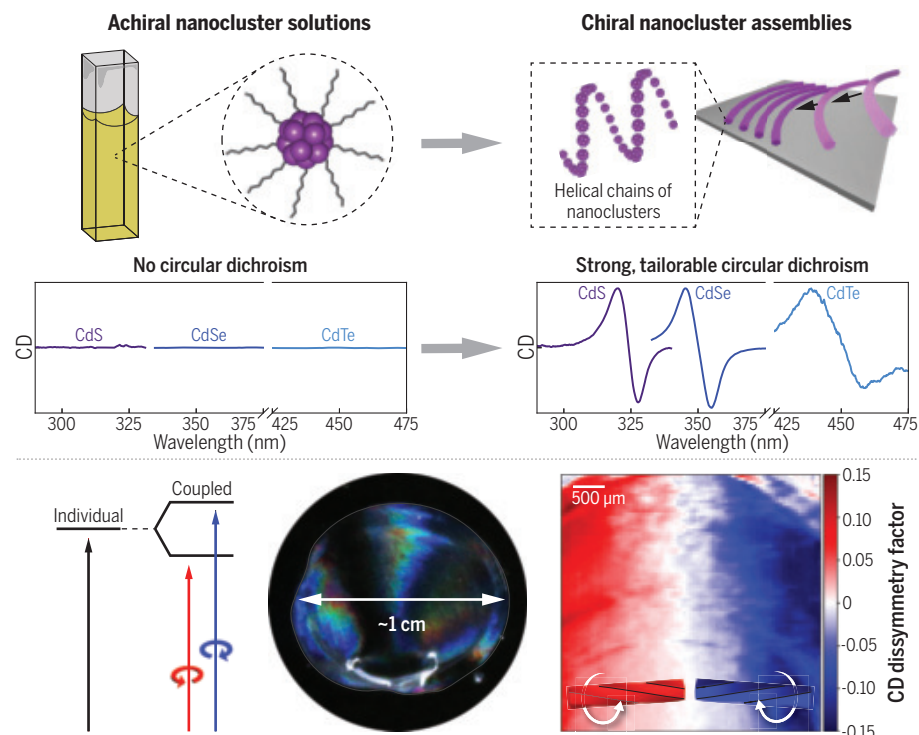 Achiral nanocluster solutions
Chiral nanocluster assemblies
Helical chains of
nanoclusters
No circular dichroism
Strong, tailorable circular dichroism
CD
CdS
CdSe
CdTe
300
325
350
375
425
450
475
Wavelength (nm)
CD
CdS
CdSe
CdTe
300
325
350
375
425
450
475
Wavelength (nm)
Individual
Coupled
~1 cm
500 µm
0.15
0.10
0.05
0
-0.05
-0.10
-0.15
CD dissymetry factor